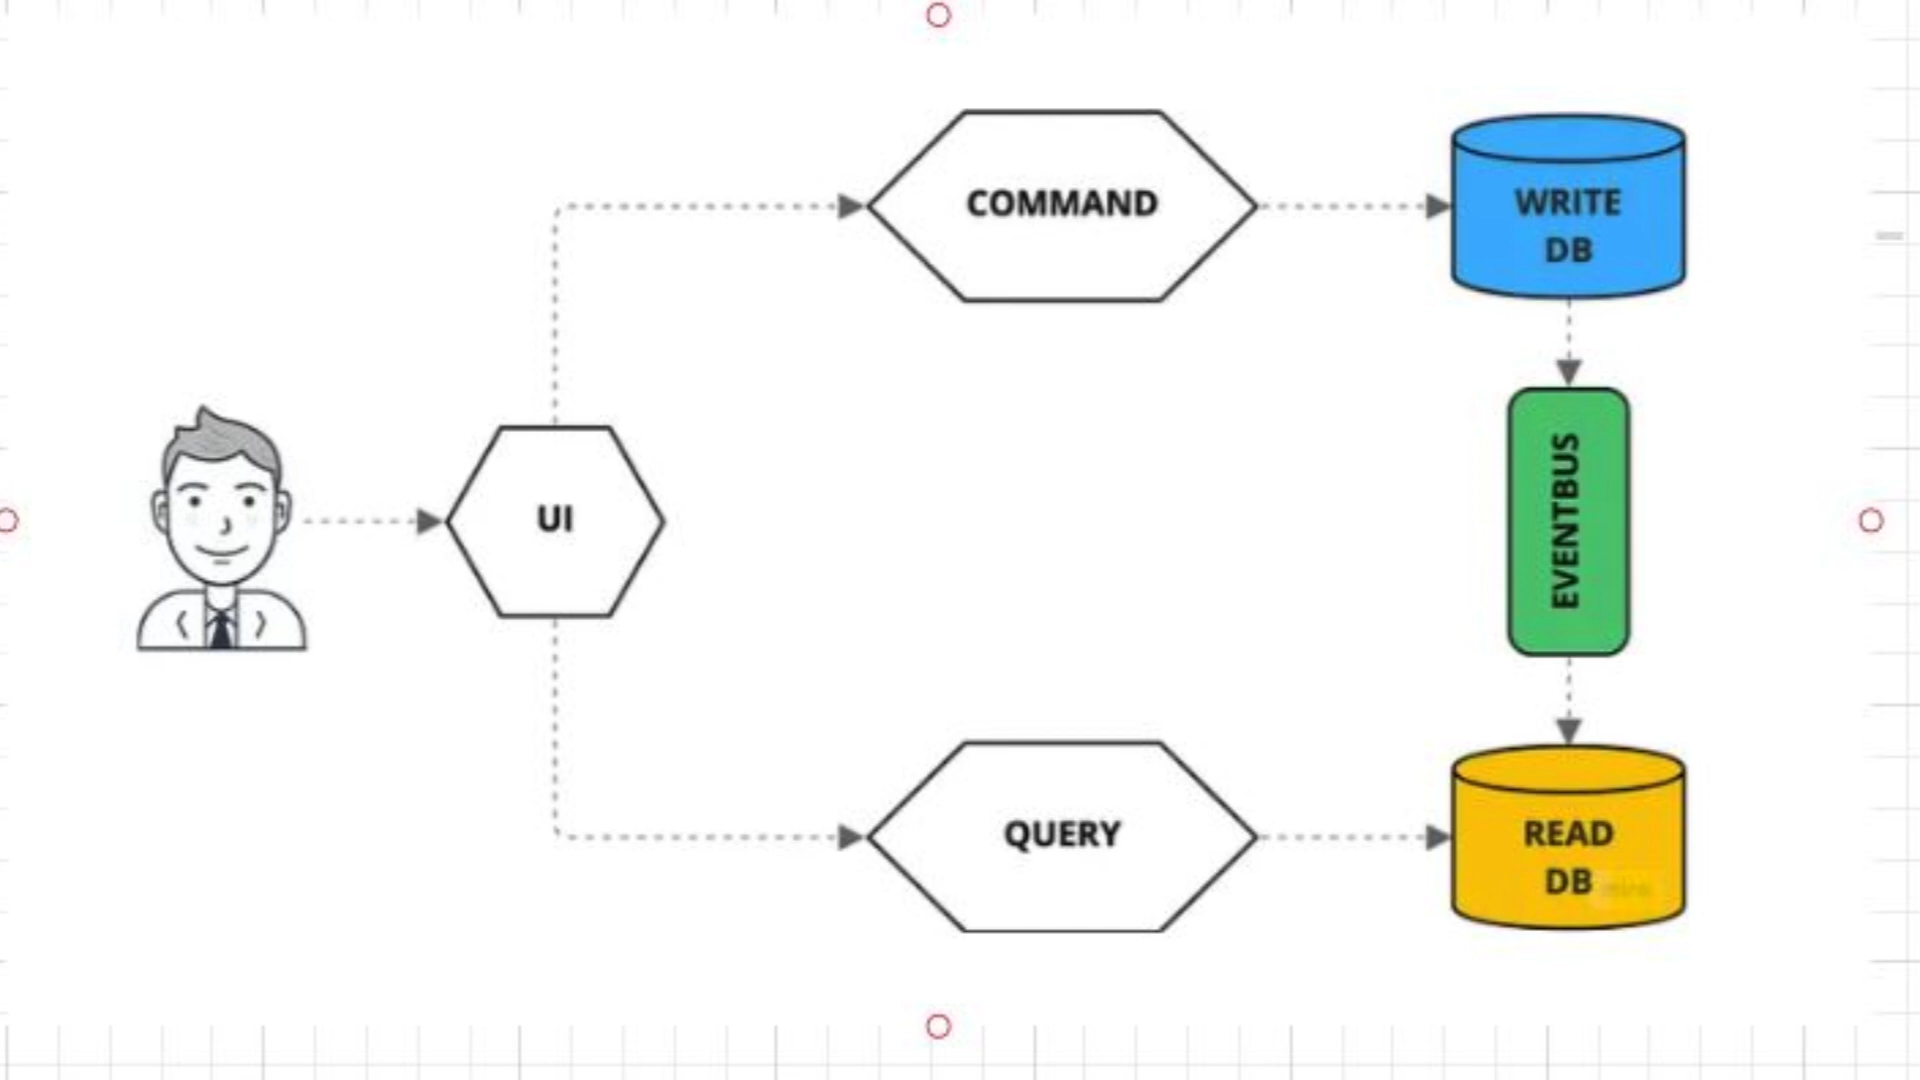 COMMAND
WRITE
DB
UI
EVENTBUS
QUERY
READ
DB